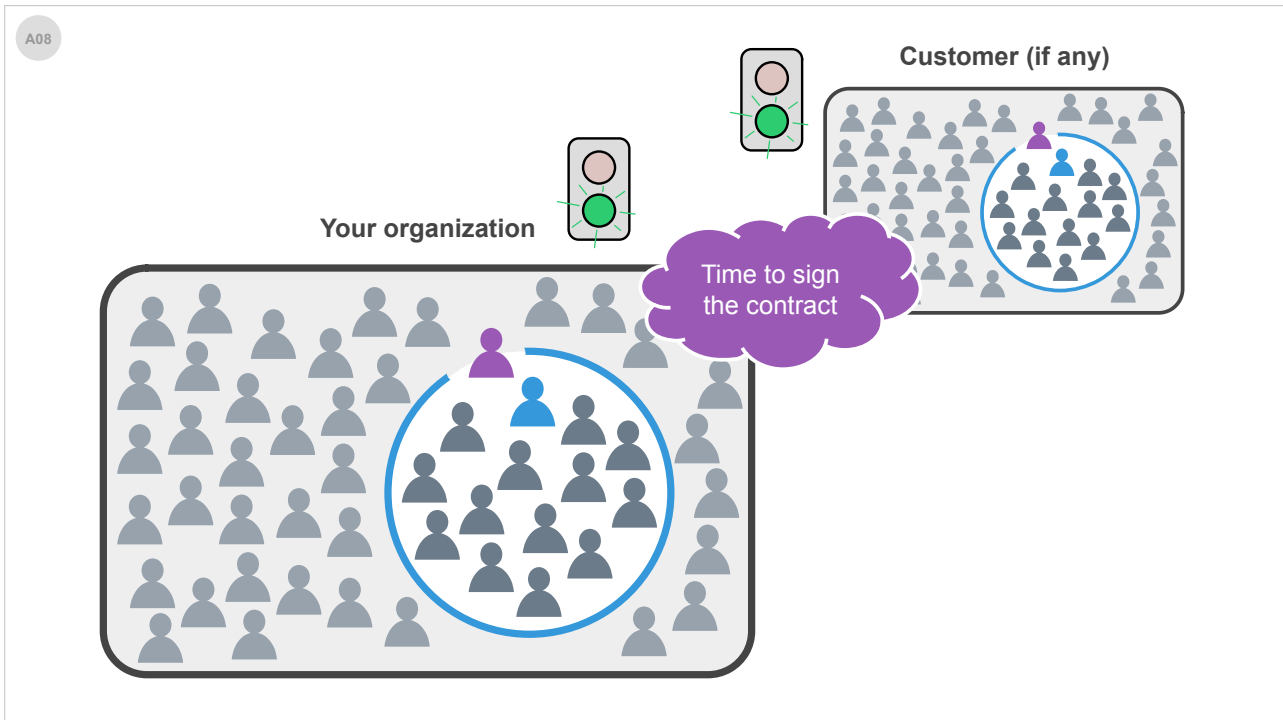 A08
Customer (if any)
Your organization
Time to sign
the contract